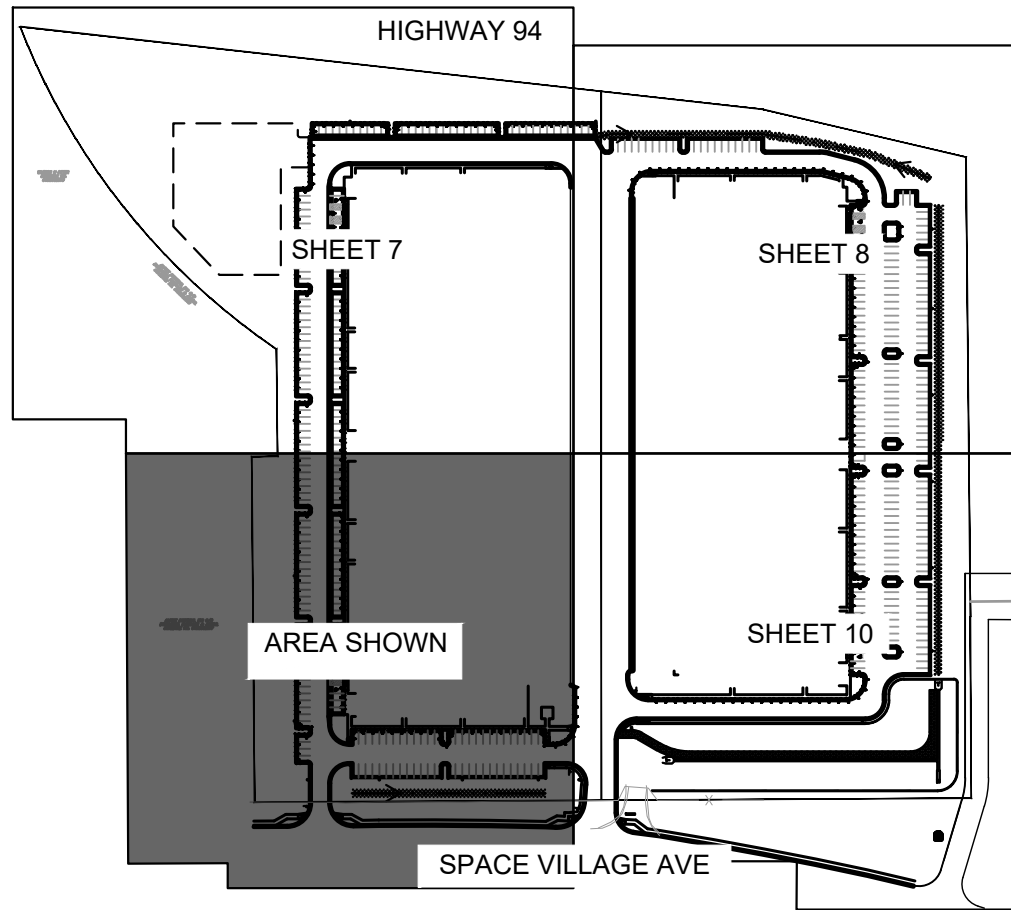 HIGHWAY 94
SHEET 7
SHEET 8
AREA SHOWN
SHEET 10
SPACE VILLAGE AVE